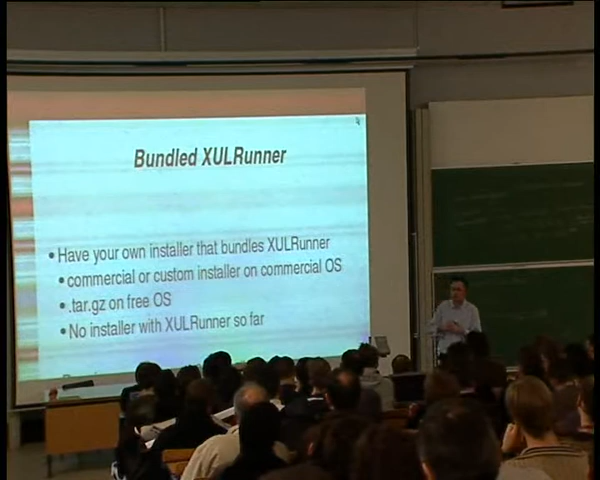 Bundled XULRunner
• Have your own installer that bundles XULRunner
• commercial or custom installer on commercial OS
• .tar.gz on free OS
• No installer with XULRunner so far